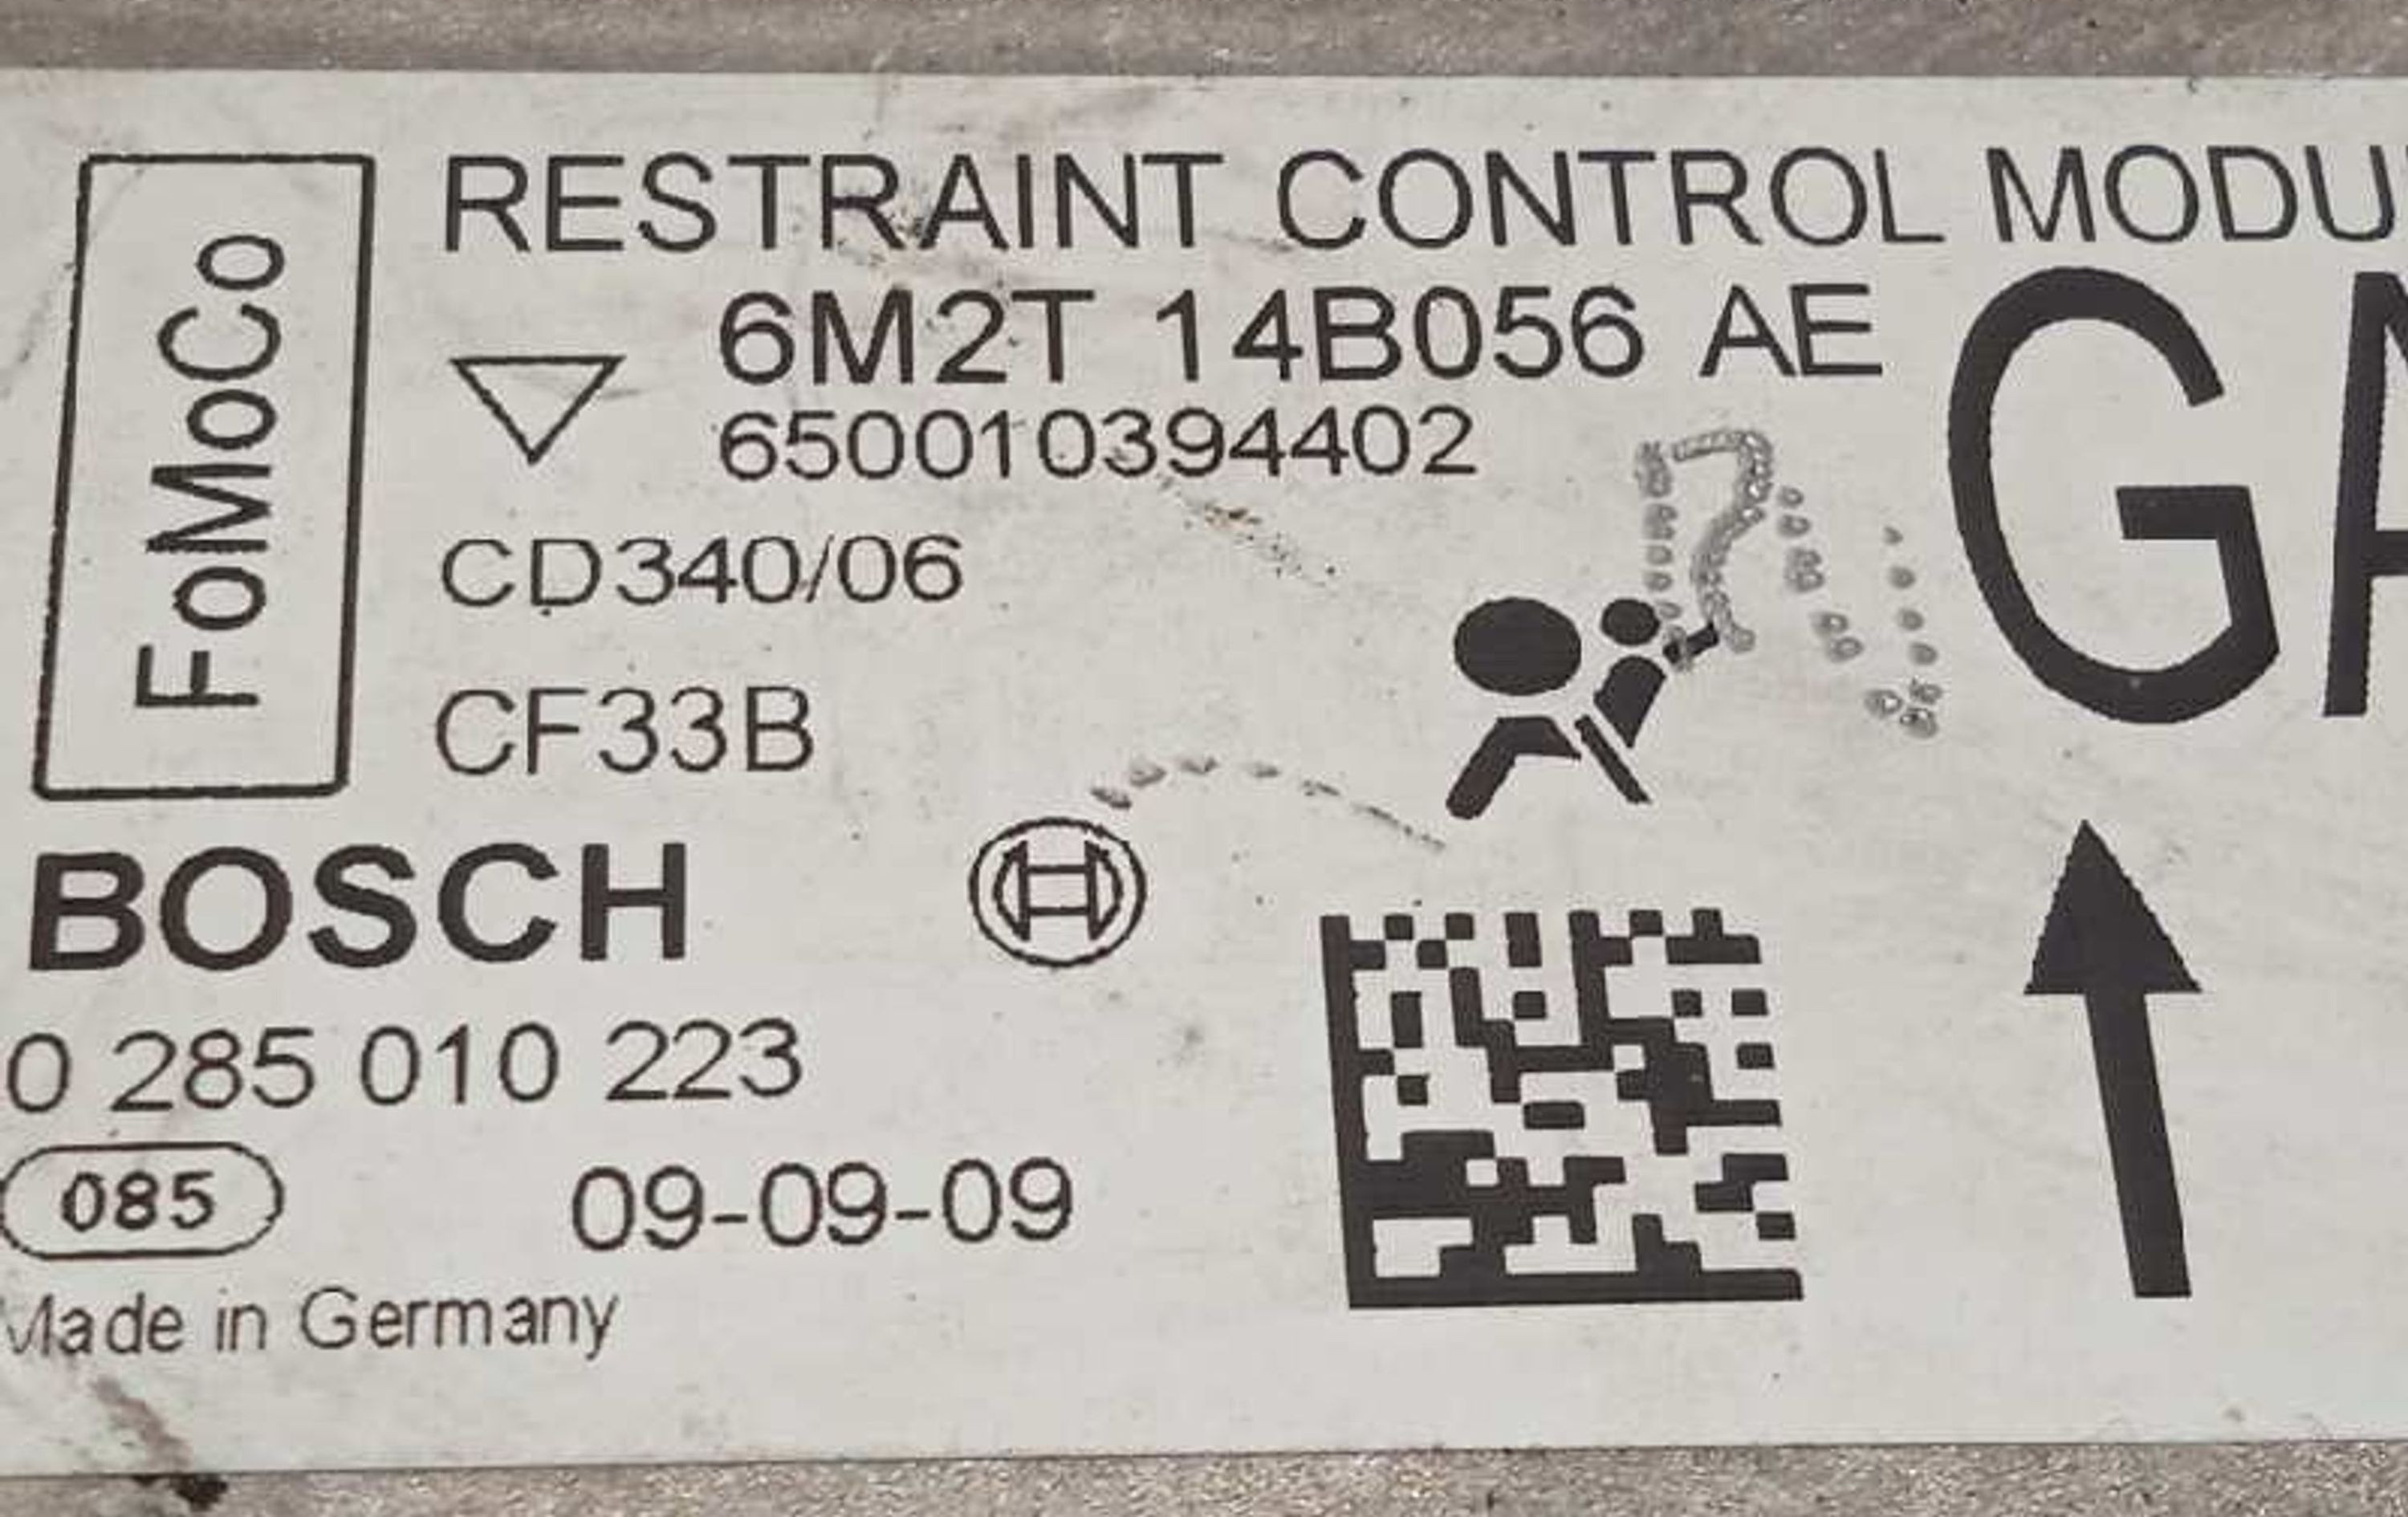 FoMoCo
RESTRAINT CONTROL MODU
6M2T 14B056 AE
650010394402
CD340/06
CF33B
BOSCH
0 285 010 223
085
09-09-09
Made in Germany
G